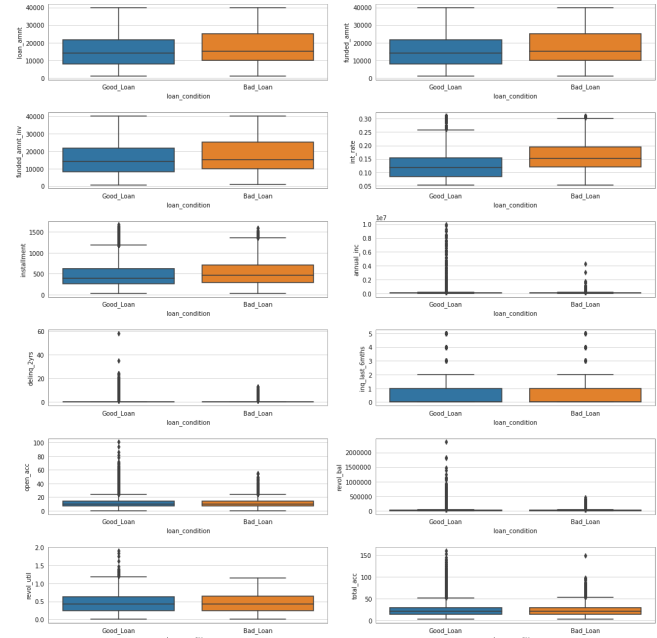 40000
30000
20000
10000
0
loan_amnt
Good_Loan Bad_Loan
loan_condition
40000
30000
20000
10000
0
funded_amnt
Good_Loan Bad_Loan
loan_condition
40000
20000
0
funded_amnt_inv
Good_Loan Bad_Loan
loan_condition
0.30
0.25
0.20
0.15
0.10
0.05
int_rate
Good_Loan Bad_Loan
loan_condition
1500
1000
500
0
installment
Good_Loan Bad_Loan
loan_condition
1e7
1.0
0.8
0.6
0.4
0.2
0.0
annual_inc
Good_Loan Bad_Loan
loan_condition
60
40
20
0
delinq_2yrs
Good_Loan Bad_Loan
loan_condition
5
4
3
2
1
0
inq_last_6mths
Good_Loan Bad_Loan
loan_condition
100
80
60
40
20
0
open_acc
Good_Loan Bad_Loan
loan_condition
2000000
1500000
1000000
500000
0
revol_bal
Good_Loan Bad_Loan
loan_condition
2.0
1.5
1.0
0.5
0.0
revol_util
Good_Loan Bad_Loan
150
100
50
0
total_acc
Good_Loan Bad_Loan